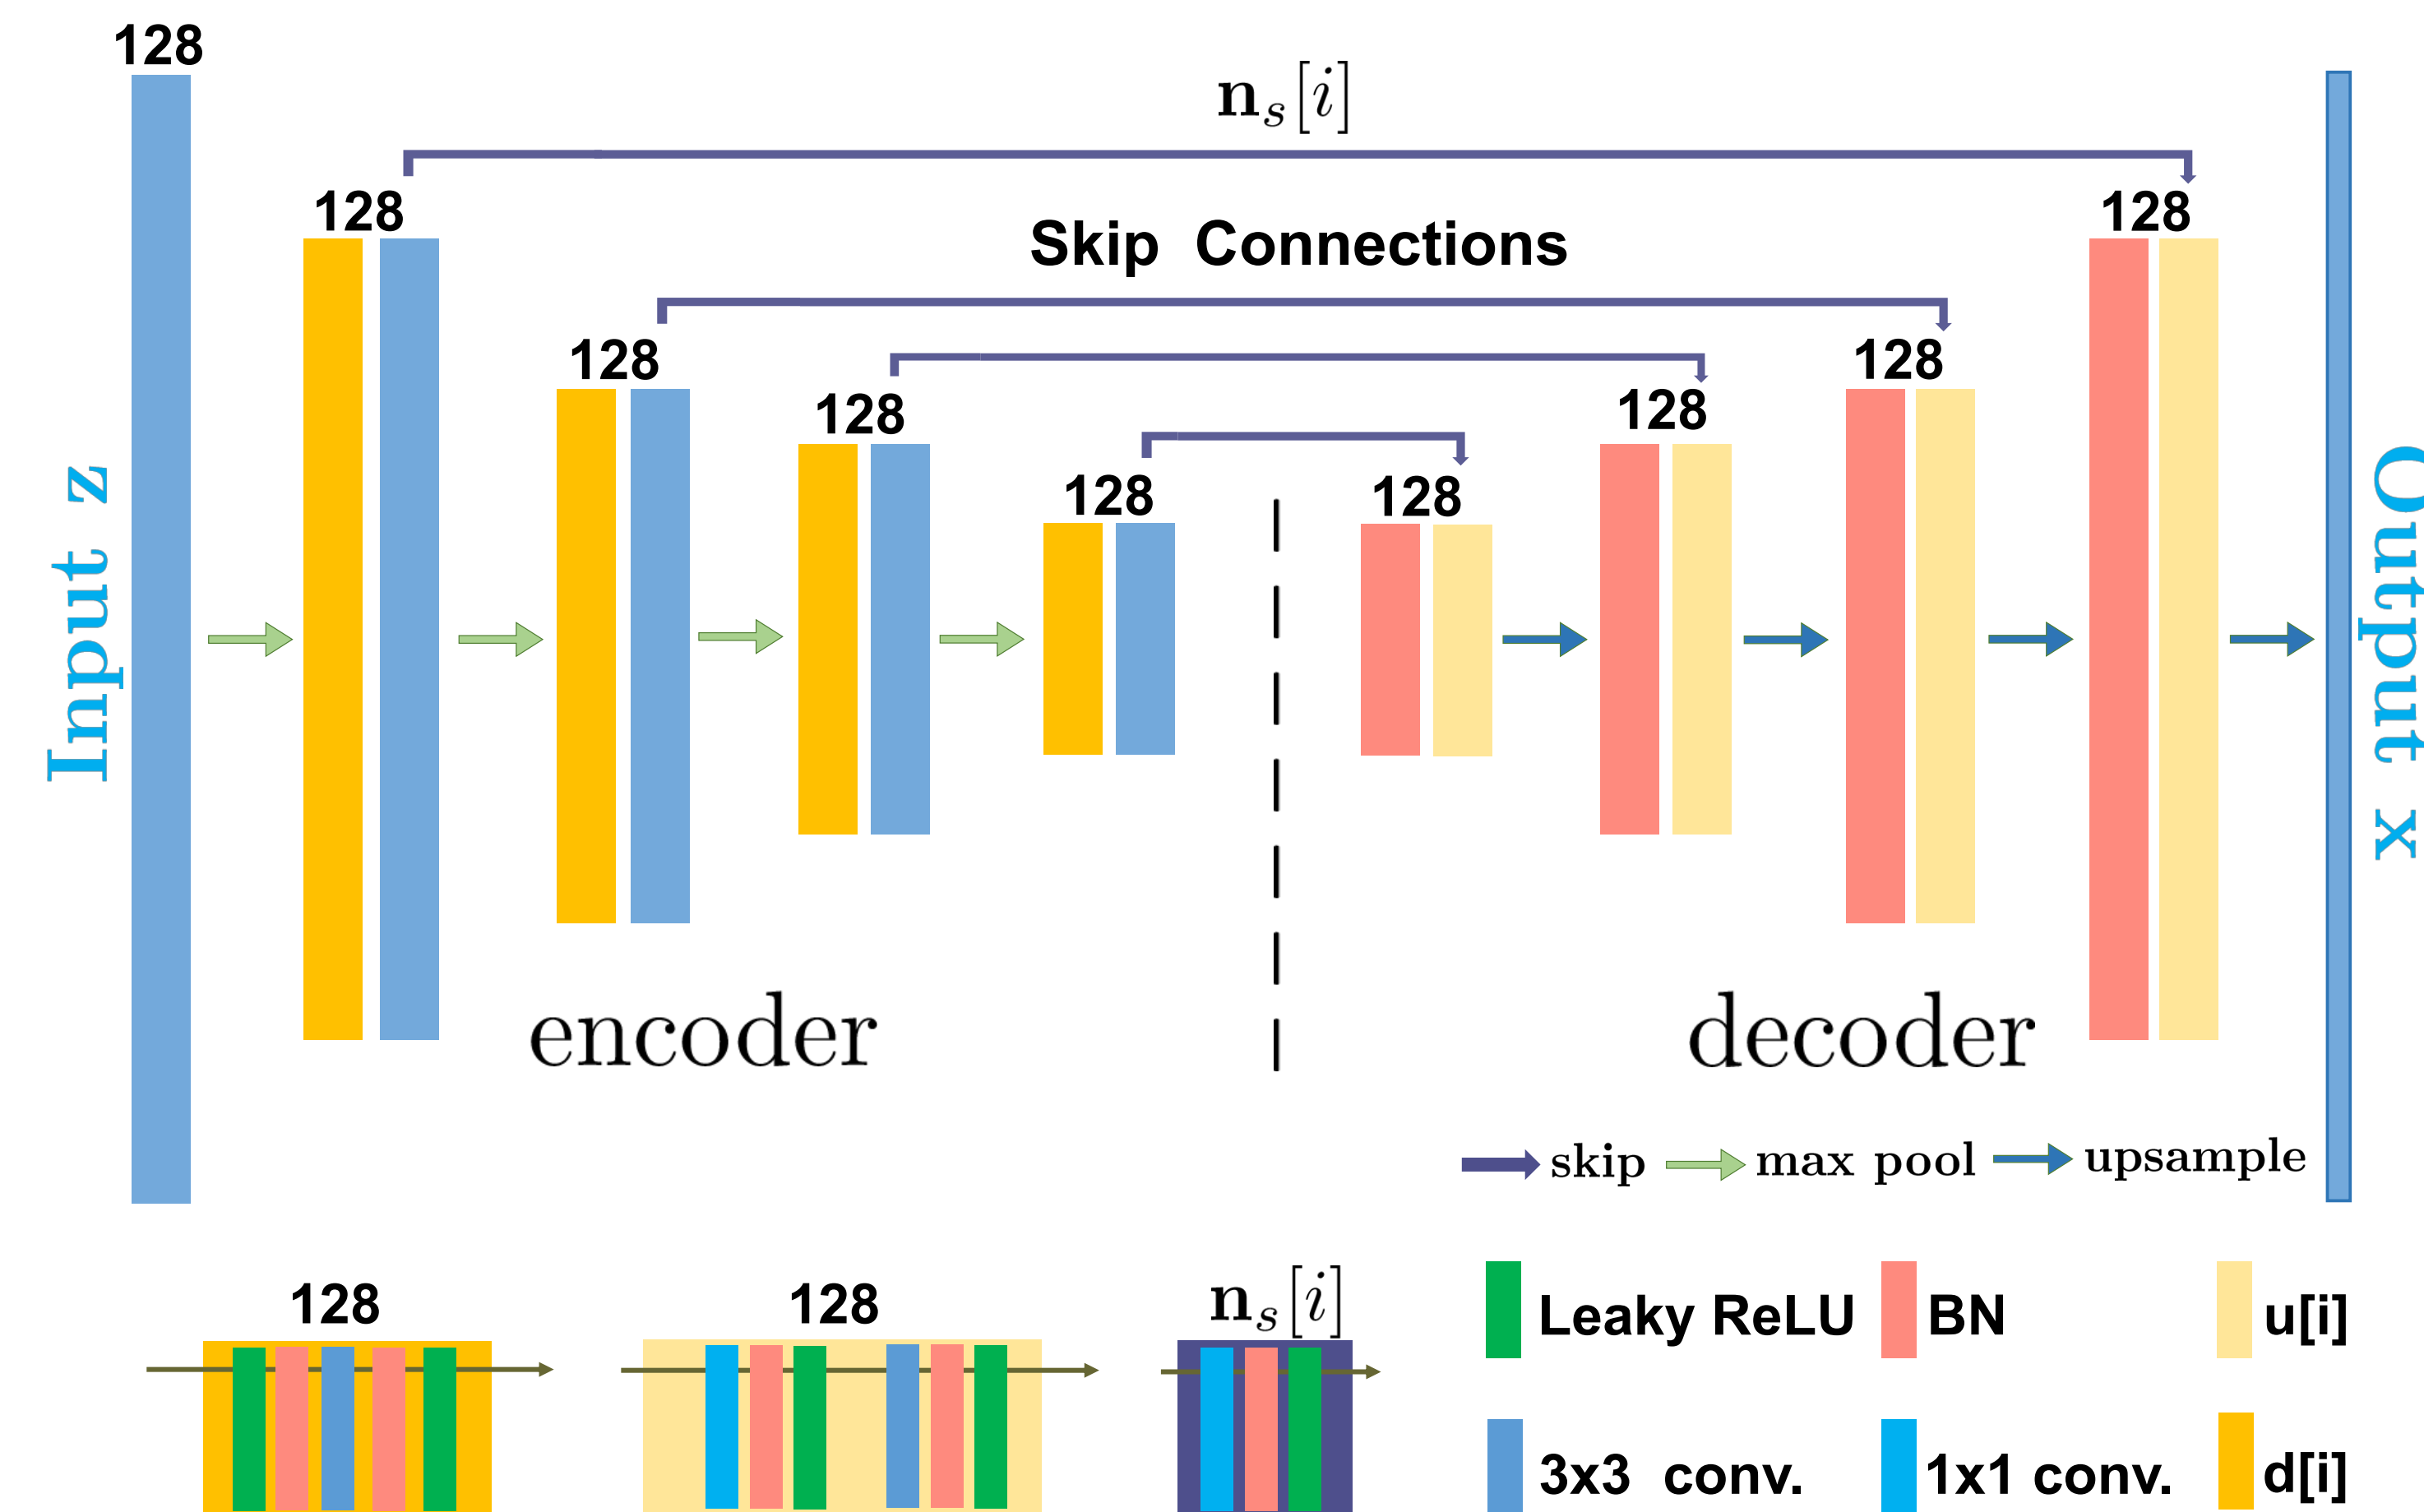 128
n_s[i]
128
128
Skip Connections
128
128
128
128
128
128
128
Input z
Output x
encoder
decoder
skip
max pool
upsample
128
128
n_s[i]
Leaky ReLU
BN
u[i]
3x3 conv.
1x1 conv.
d[i]